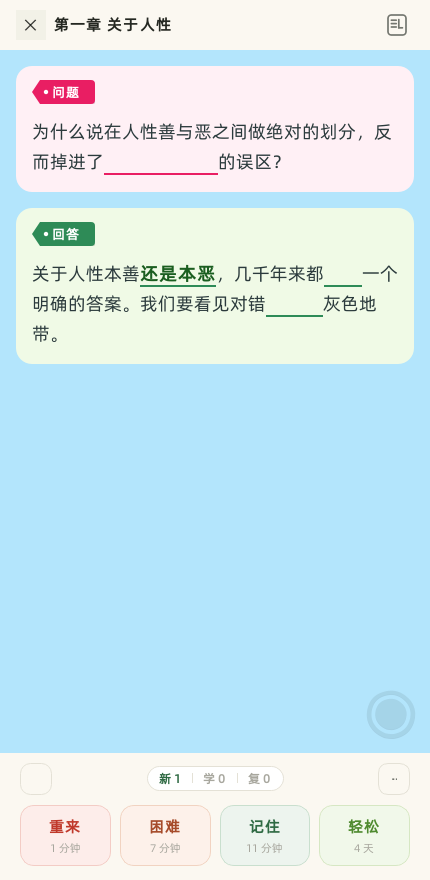 第一章 关于人性
问题
为什么说在人性善与恶之间做绝对的划分，反
而掉进了______的误区？
回答
关于人性本善还是本恶，几千年来都__一个
明确的答案。我们要看见对错___灰色地
带。
新 1 学 0 复 0
重来 困难 记住 轻松
1 分钟 7 分钟 11 分钟 4 天